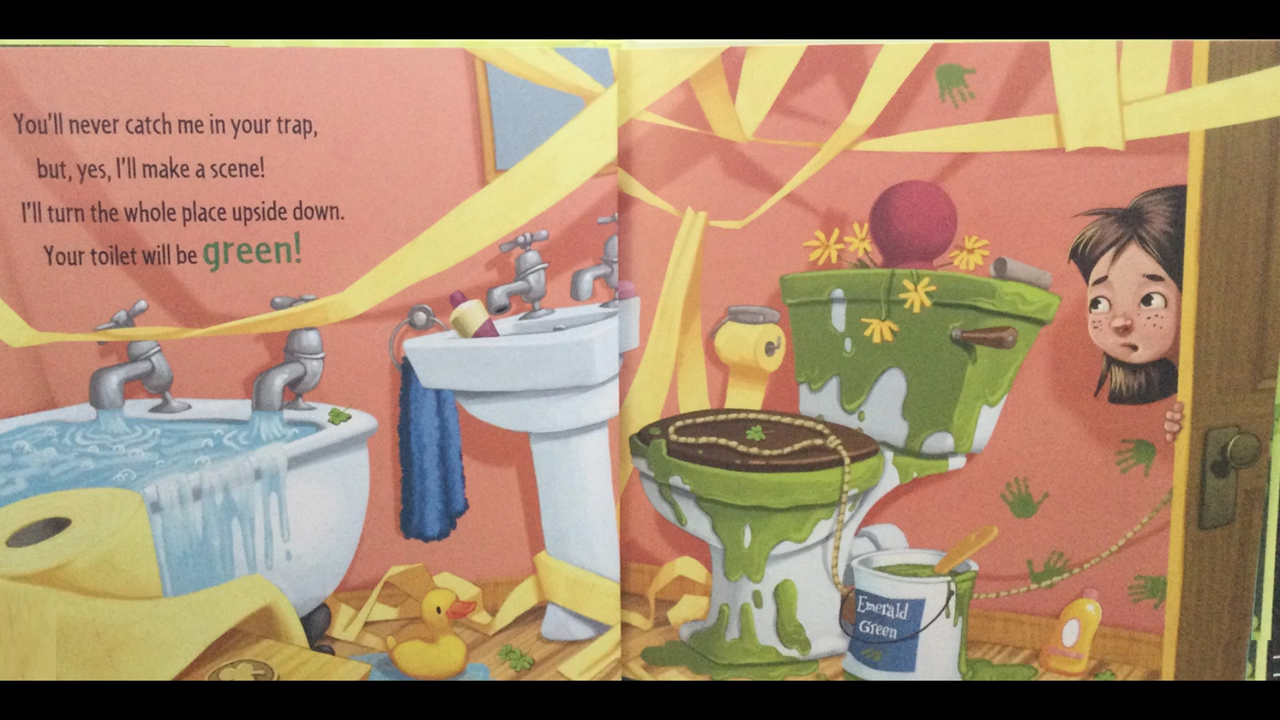 You'll never catch me in your trap,
but, yes, I'll make a scene!
I'll turn the whole place upside down.
Your toilet will be green!
Emerald
Green